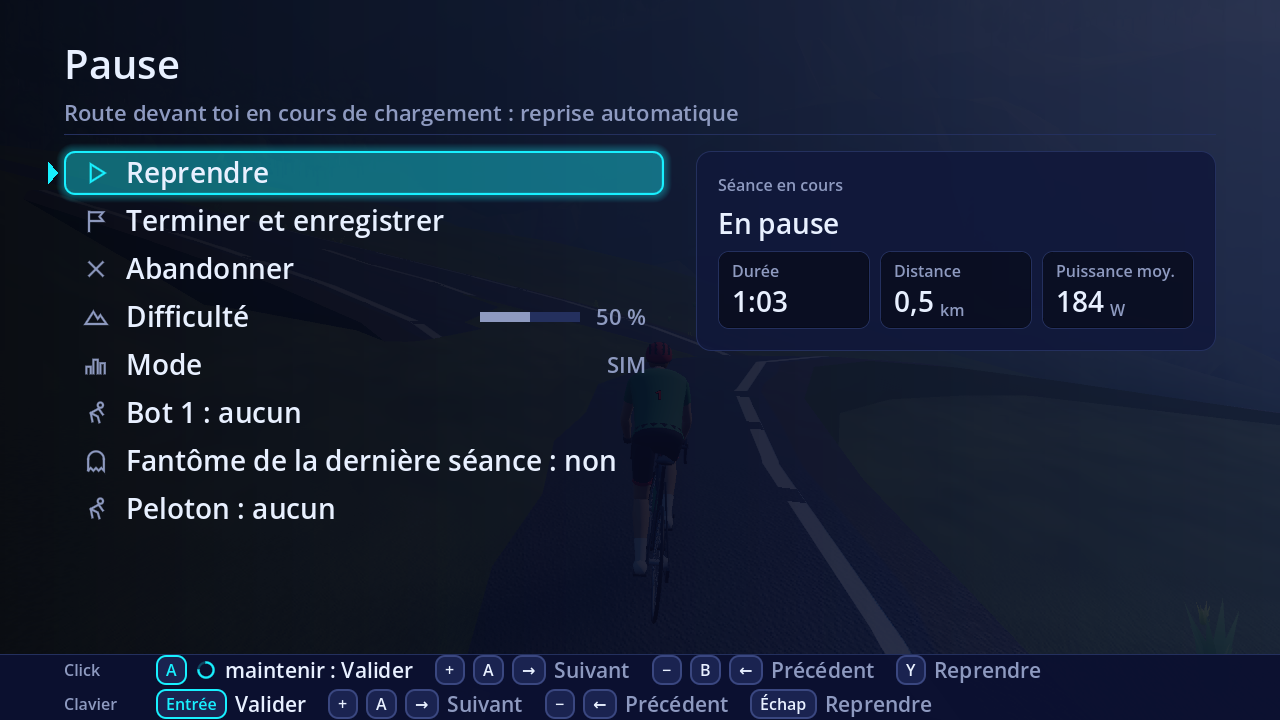 Pause
Route devant toi en cours de chargement : reprise automatique
Reprendre
Terminer et enregistrer
Abandonner
Difficulté 50 %
Mode SIM
Bot 1 : aucun
Fantôme de la dernière séance : non
Peloton : aucun
Séance en cours
En pause
Durée Distance Puissance moy.
1:03 0,5 km 184 W
Click A maintenir : Valider + A → Suivant − B ← Précédent Y Reprendre
Clavier Entrée Valider + A → Suivant − ← Précédent Échap Reprendre